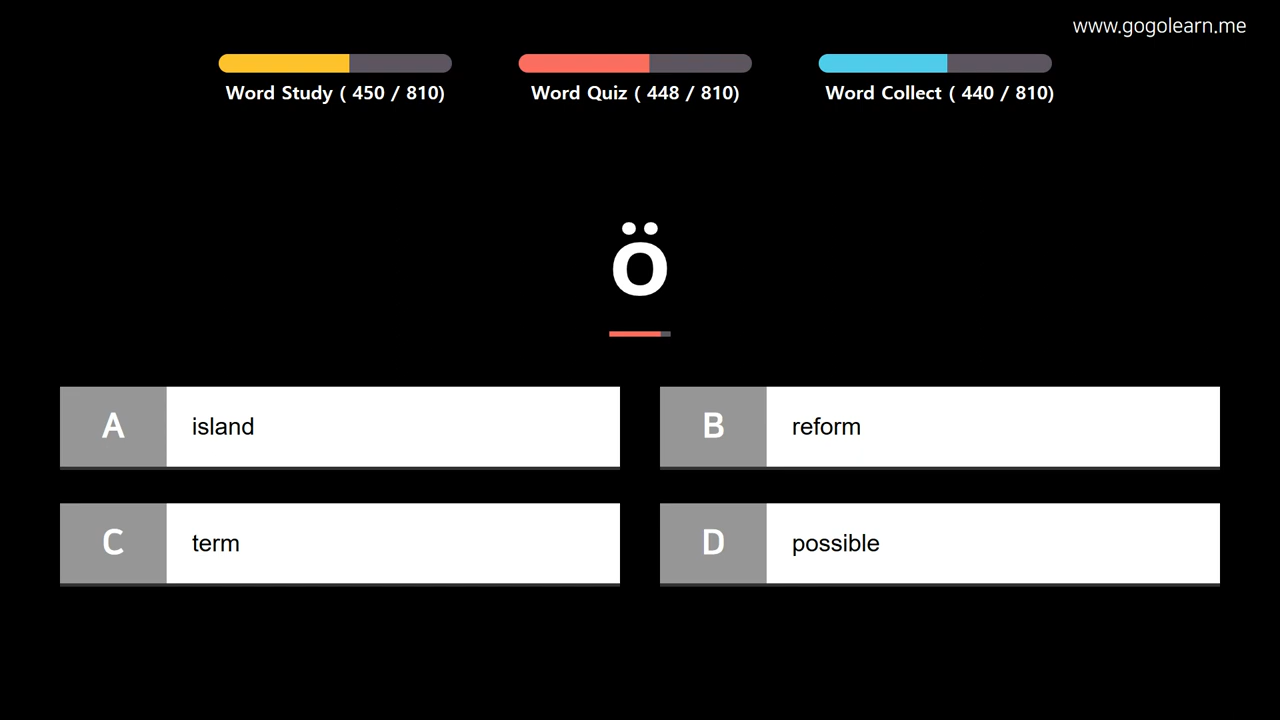 www.gogolearn.me
Word Study ( 450 / 810)
Word Quiz ( 448 / 810)
Word Collect ( 440 / 810)
ö
A island
B reform
C term
D possible